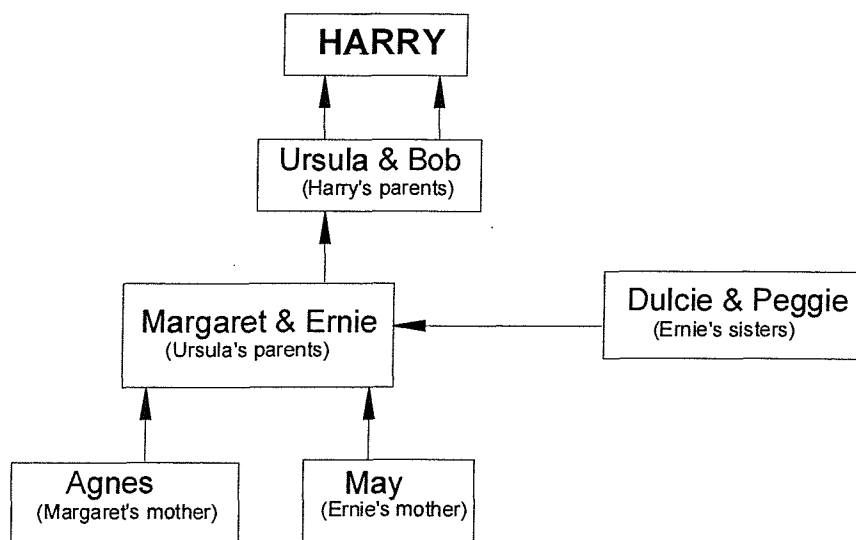 HARRY
Ursula & Bob
(Harry's parents)
Margaret & Ernie
(Ursula's parents)
Dulcie & Peggie
(Ernie's sisters)
Agnes
(Margaret's mother)
May
(Ernie's mother)